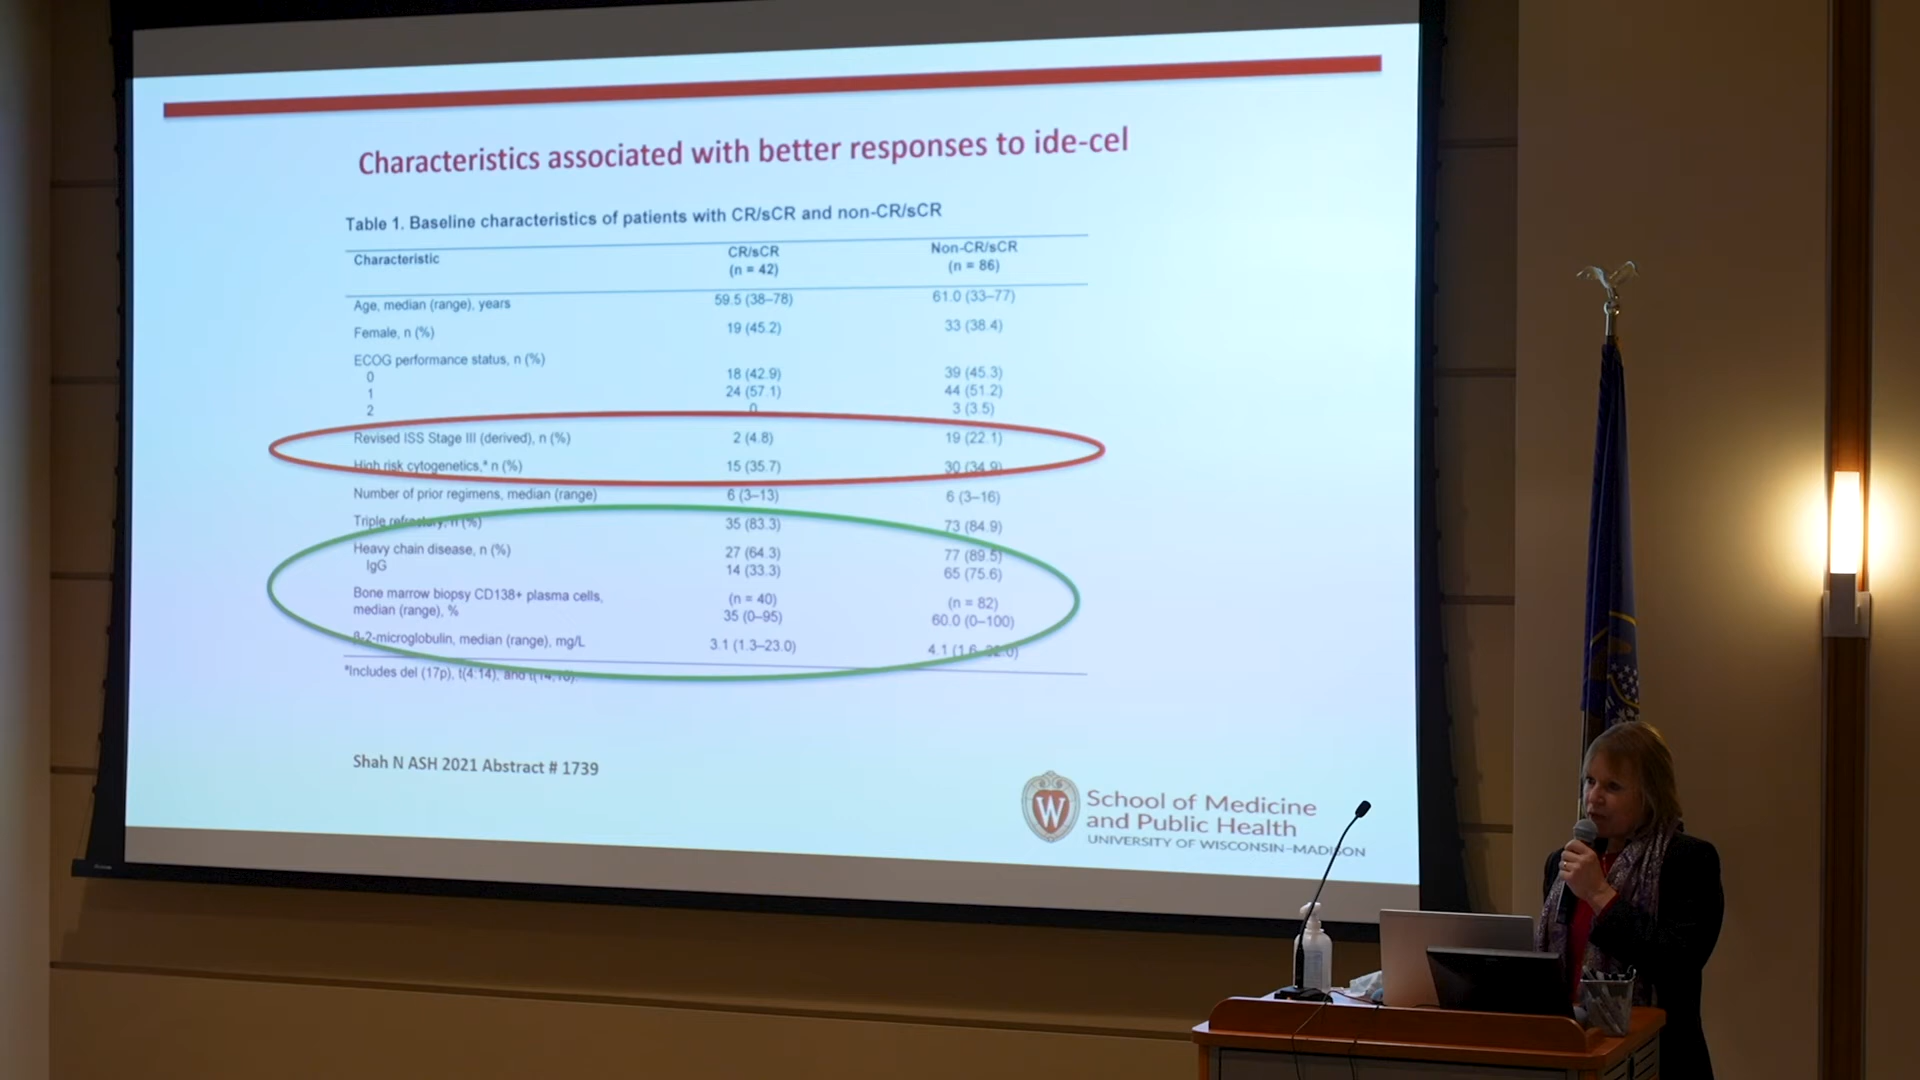 Characteristics associated with better responses to ide-cel
Table 1. Baseline characteristics of patients with CR/sCR and non-CR/sCR
Characteristic CR/sCR (n = 42) Non-CR/sCR (n = 86)
Age, median (range), years 59.5 (38–78) 61.0 (33–77)
Female, n (%) 19 (45.2) 33 (38.4)
ECOG performance status, n (%)
0 18 (42.9) 39 (45.3)
1 24 (57.1) 44 (51.2)
2 0 3 (3.5)
Revised ISS Stage III (derived), n (%) 2 (4.8) 19 (22.1)
High risk cytogenetics,* n (%) 15 (35.7) 30 (34.9)
Number of prior regimens, median (range) 6 (3–13) 6 (3–16)
Triple refractory, n (%) 35 (83.3) 73 (84.9)
Heavy chain disease, n (%) 27 (64.3) 77 (89.5)
IgG 14 (33.3) 65 (75.6)
Bone marrow biopsy CD138+ plasma cells, (n = 40) (n = 82)
median (range), % 35 (0–95) 60.0 (0–100)
β-2-microglobulin, median (range), mg/L 3.1 (1.3–23.0) 4.1
*Includes del (17p), t(4:14), and
Shah N ASH 2021 Abstract # 1739
W
School of Medicine
and Public Health
UNIVERSITY OF WISCONSIN–MADISON